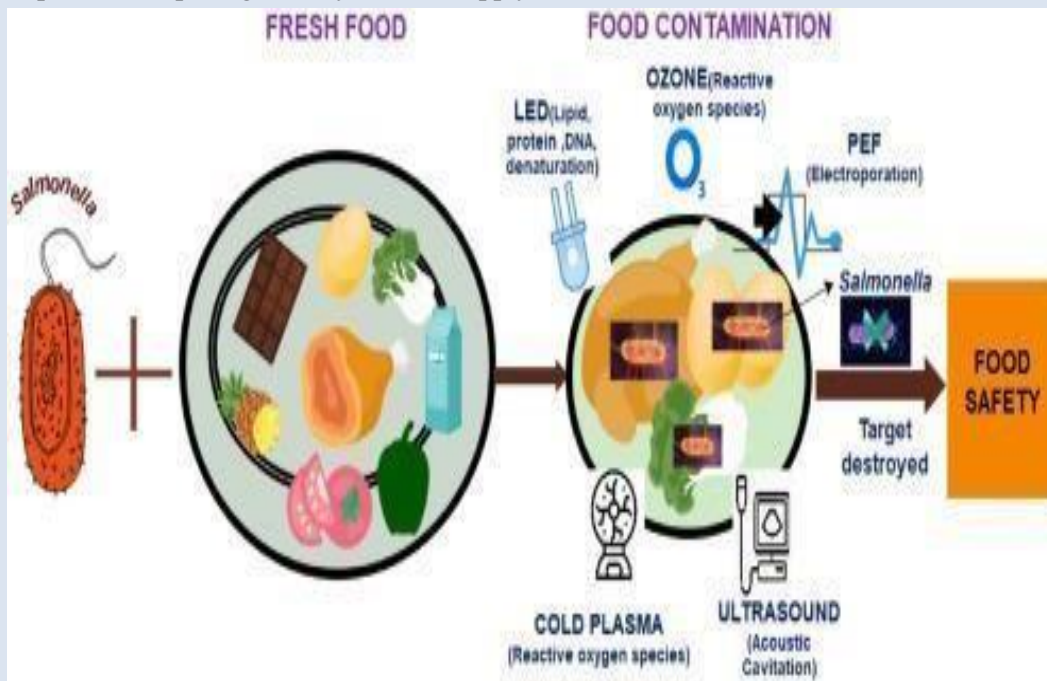 FRESH FOOD
FOOD CONTAMINATION
Salmonella
LED(Lipid,
protein ,DNA,
denaturation)
OZONE(Reactive
oxygen species)
3
PEF
(Electroporation)
Salmonella
Target
destroyed
FOOD
SAFETY
COLD PLASMA
(Reactive oxygen species)
ULTRASOUND
(Acoustic
Cavitation)